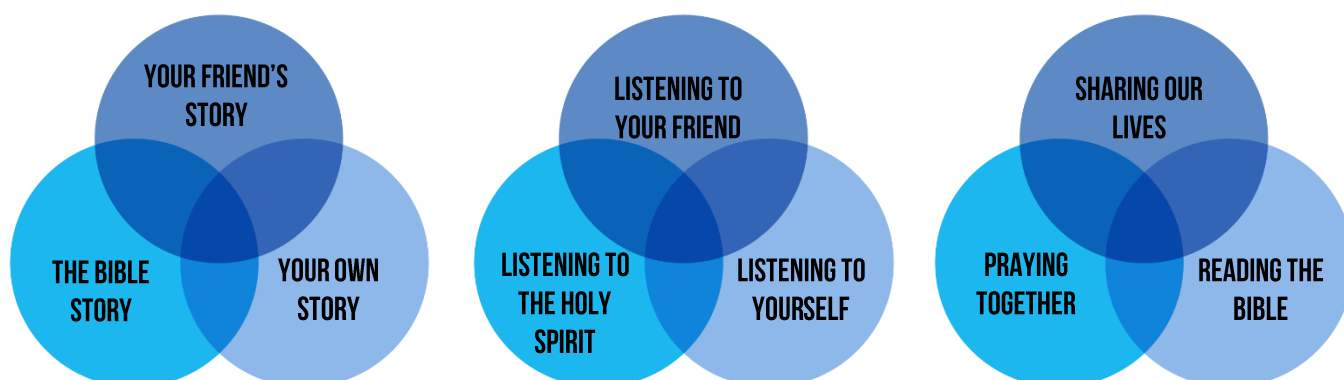 YOUR FRIEND'S
STORY
THE BIBLE
STORY
YOUR OWN
STORY
LISTENING TO
YOUR FRIEND
LISTENING TO
THE HOLY
SPIRIT
LISTENING TO
YOURSELF
SHARING OUR
LIVES
PRAYING
TOGETHER
READING THE
BIBLE